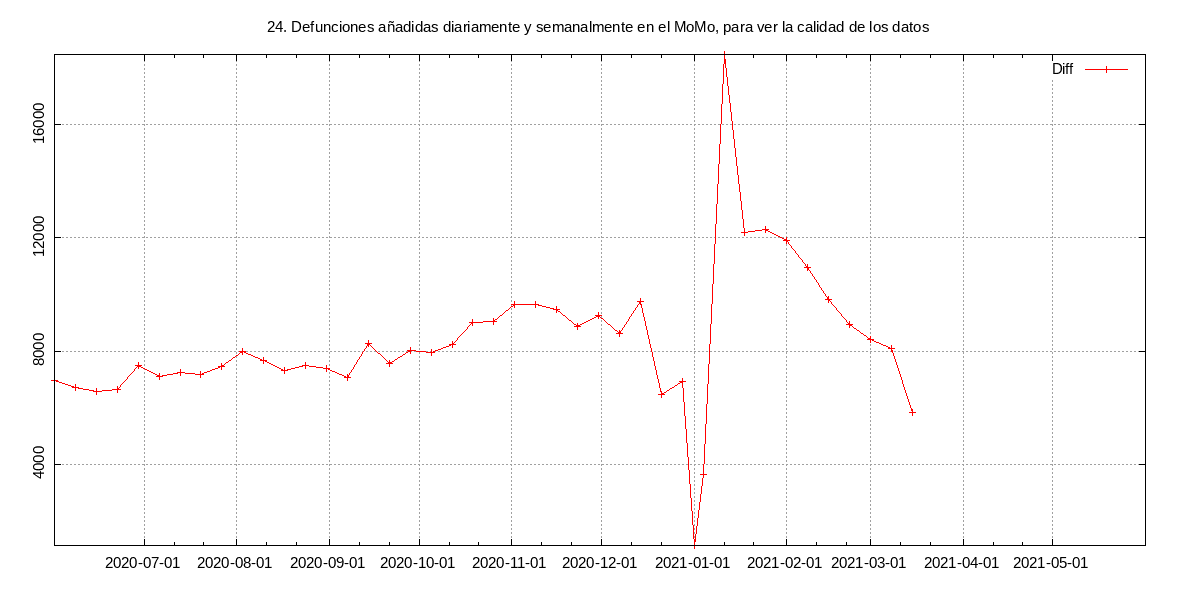 24. Defunciones añadidas diariamente y semanalmente en el MoMo, para ver la calidad de los datos
Diff
16000
12000
8000
4000
2020-07-01 2020-08-01 2020-09-01 2020-10-01 2020-11-01 2020-12-01 2021-01-01 2021-02-01 2021-03-01 2021-04-01 2021-05-01